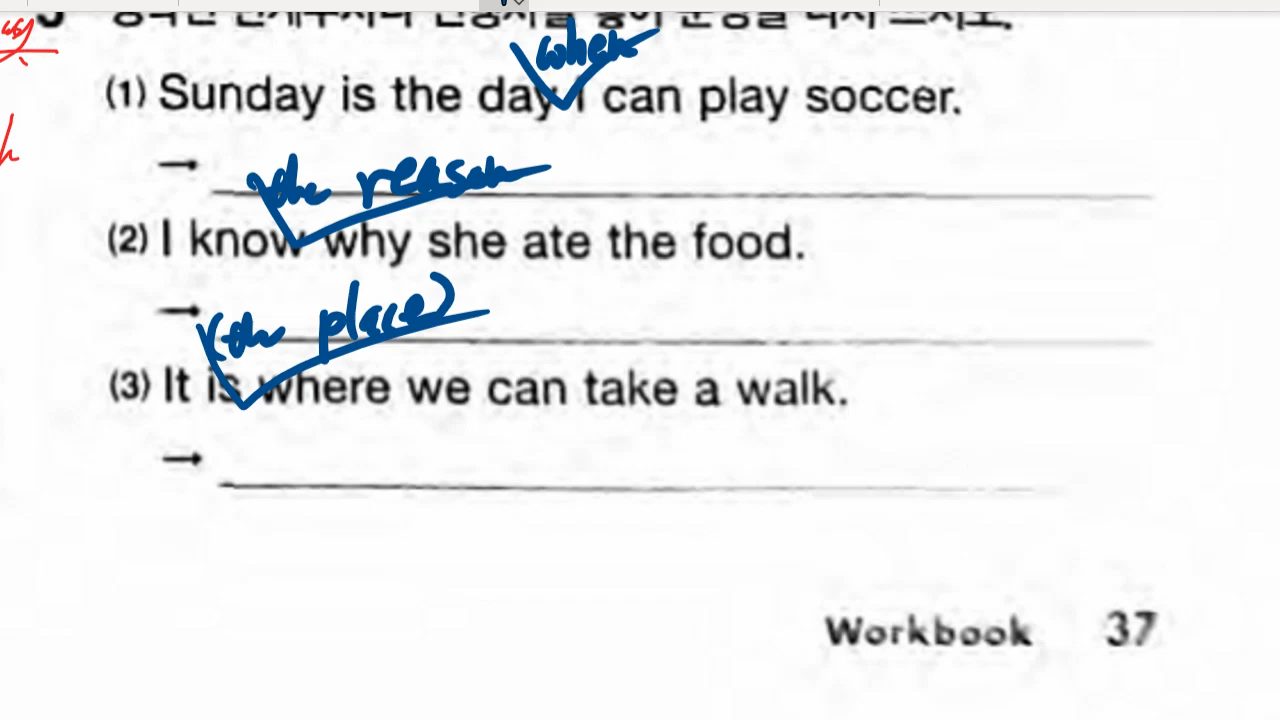 when
(1) Sunday is the day I can play soccer.
→
the reason
(2) I know why she ate the food.
→
(the place)
(3) It is where we can take a walk.
→
Workbook 37